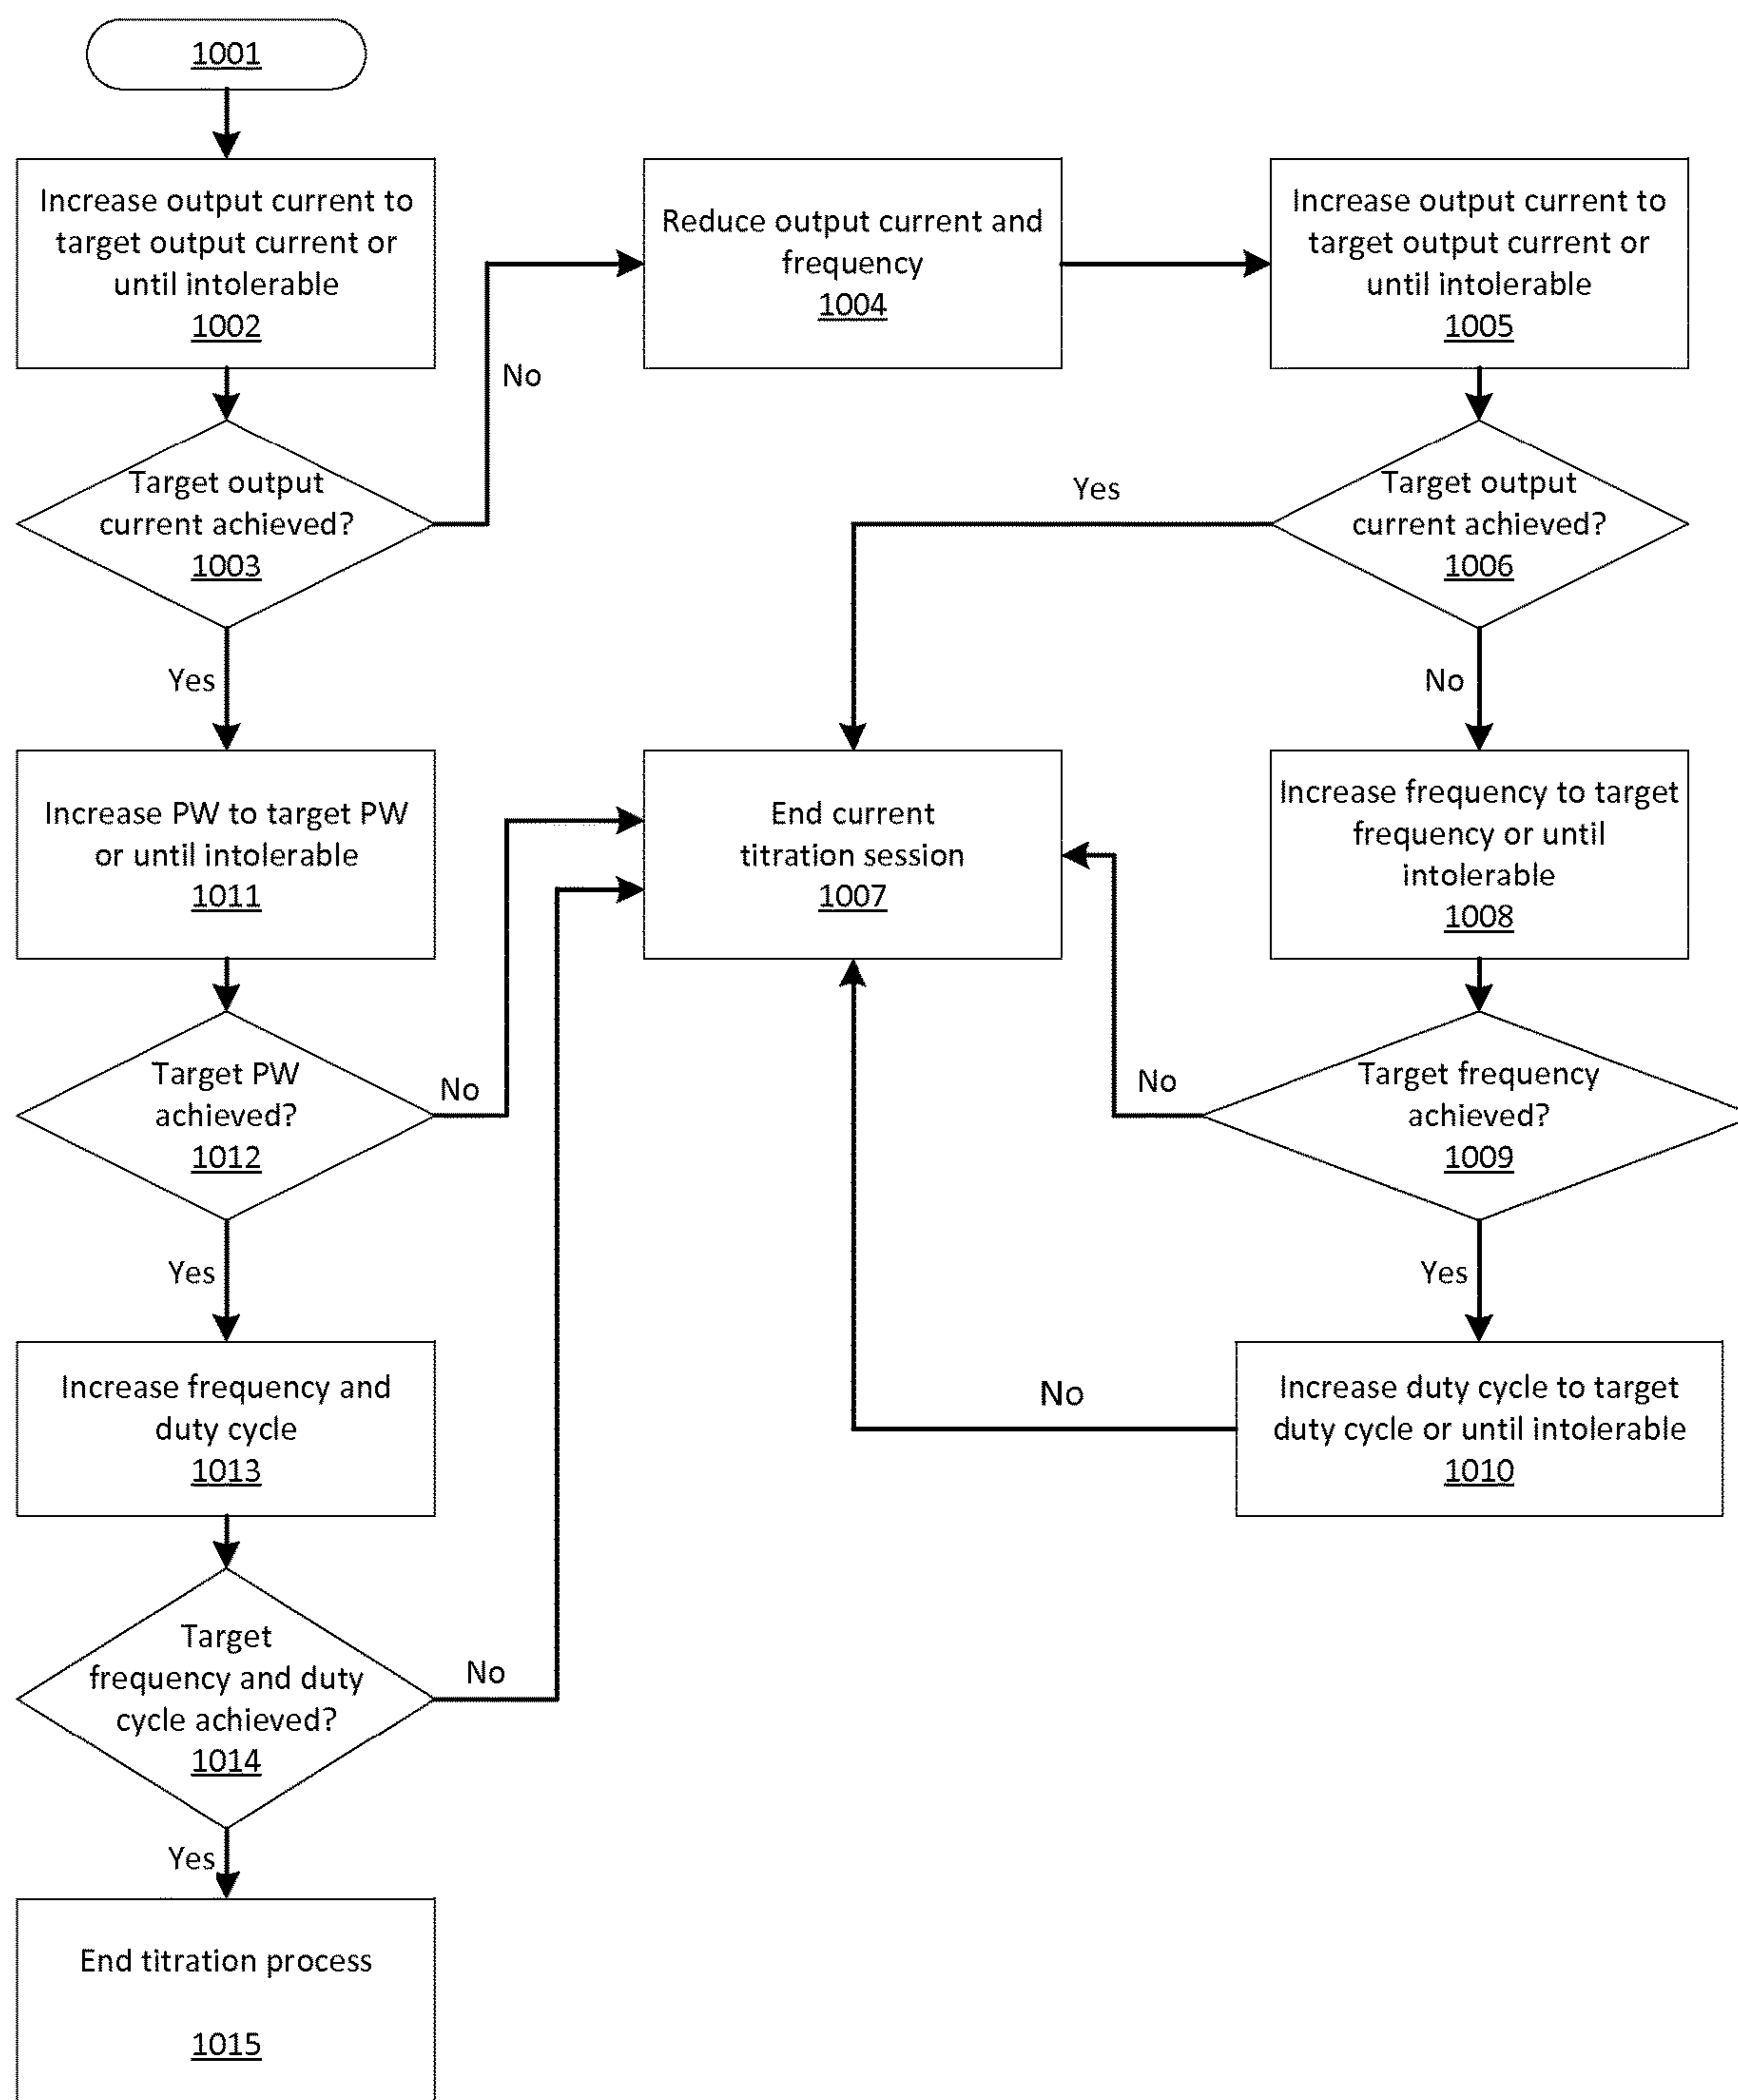 1001
Increase output current to
target output current or
until intolerable
1002
Reduce output current and
frequency
1004
Increase output current to
target output current or
until intolerable
1005
No
Target output
current achieved?
1003
Yes
Target output
current achieved?
1006
Yes
No
Increase PW to target PW
or until intolerable
1011
End current
titration session
1007
Increase frequency to target
frequency or until
intolerable
1008
Target PW
achieved?
1012
No
No
Target frequency
achieved?
1009
Yes
Yes
Increase frequency and
duty cycle
1013
No
Increase duty cycle to target
duty cycle or until intolerable
1010
Target
frequency and duty
cycle achieved?
1014
No
Yes
End titration process
1015